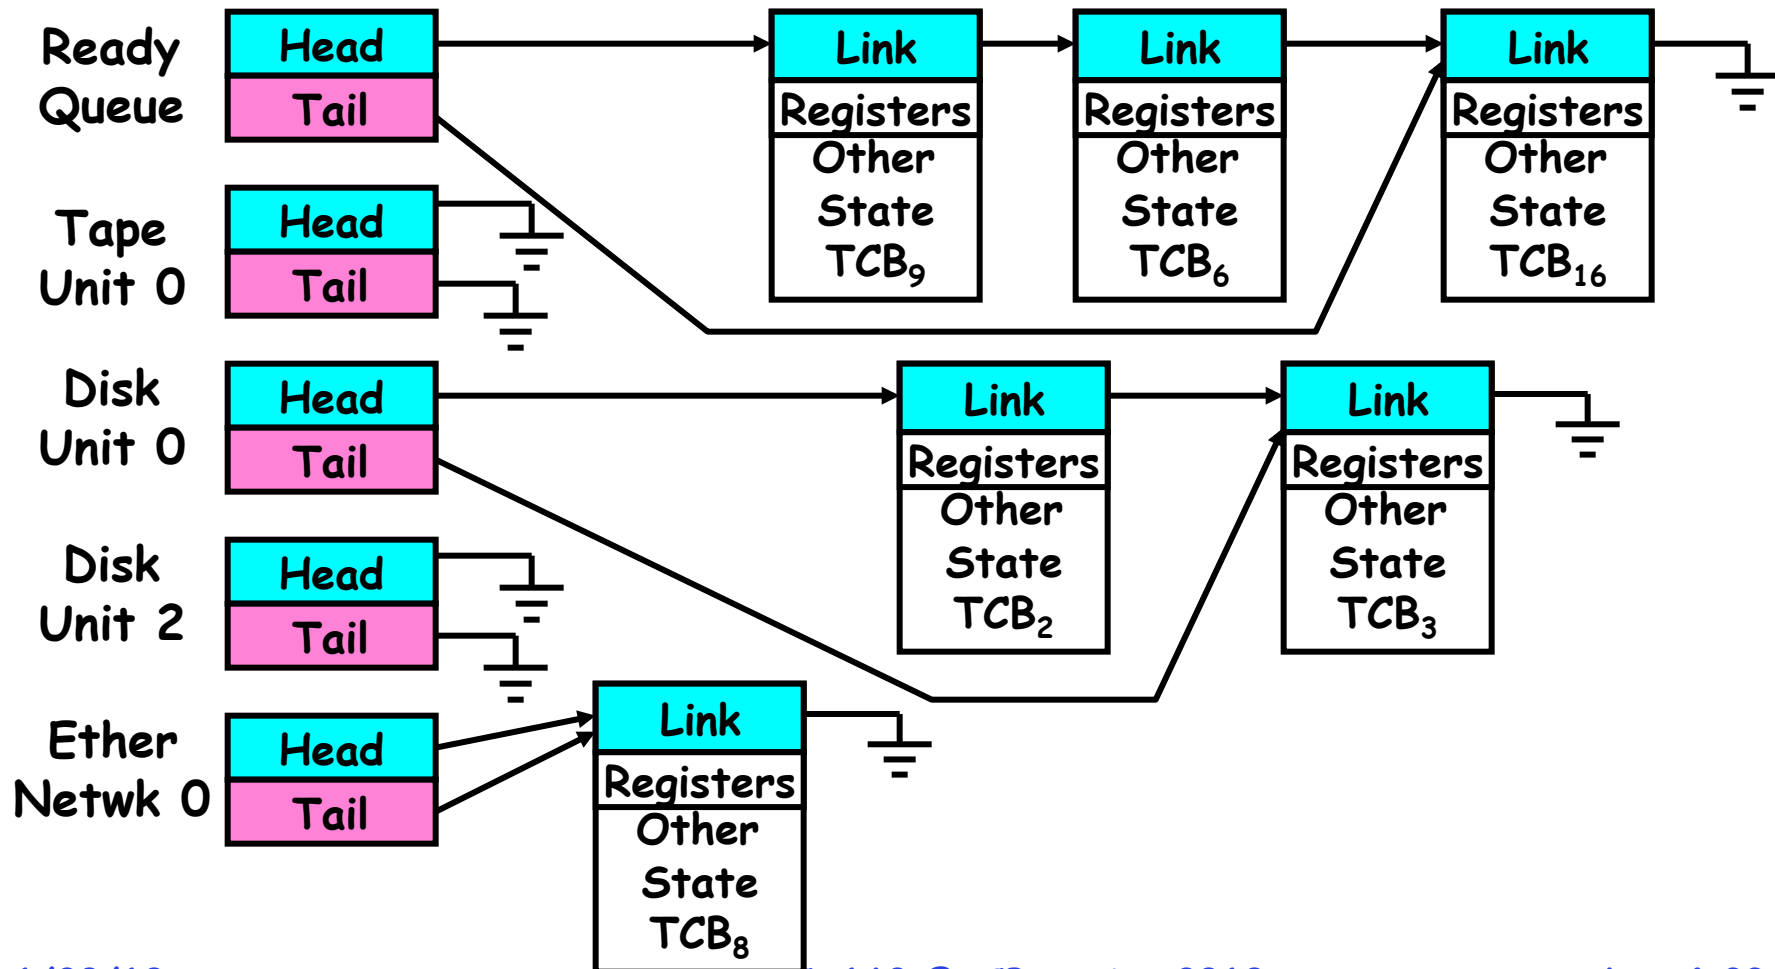 Ready
Queue
Head
Tail
Link
Registers
Other
State
TCB9
Link
Registers
Other
State
TCB6
Link
Registers
Other
State
TCB16
Tape
Unit 0
Head
Tail
Disk
Unit 0
Head
Tail
Link
Registers
Other
State
TCB2
Link
Registers
Other
State
TCB3
Disk
Unit 2
Head
Tail
Ether
Netwk 0
Head
Tail
Link
Registers
Other
State
TCB8